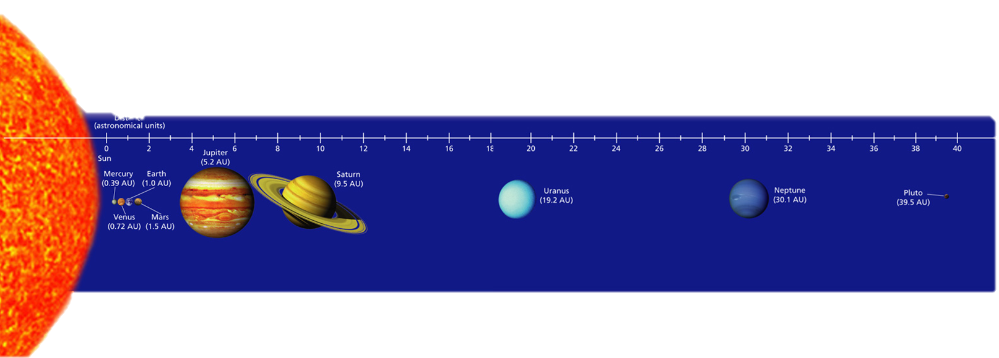 (astronomical units)
0 2 4 6 8 10 12 14 16 18 20 22 24 26 28 30 32 34 36 38 40
Sun
Jupiter
(5.2 AU)
Mercury
(0.39 AU)
Earth
(1.0 AU)
Venus
(0.72 AU)
Mars
(1.5 AU)
Saturn
(9.5 AU)
Uranus
(19.2 AU)
Neptune
(30.1 AU)
Pluto
(39.5 AU)